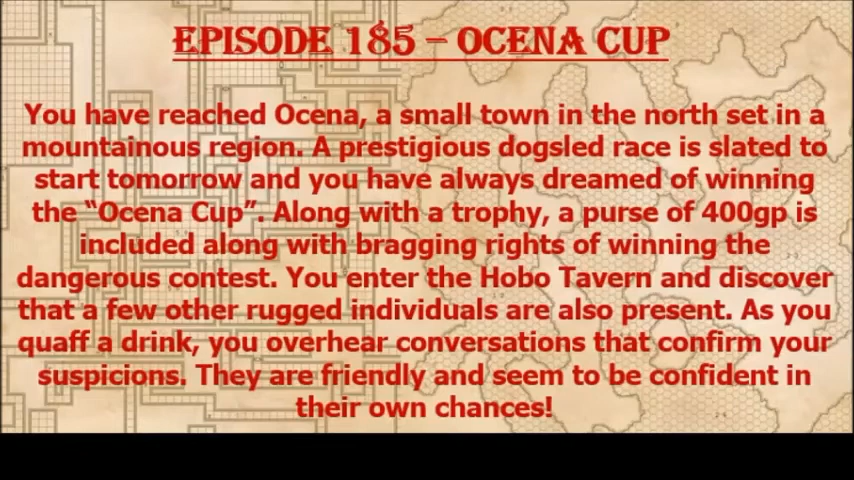 EPISODE 185 – OCENA CUP
You have reached Ocena, a small town in the north set in a
mountainous region. A prestigious dogsled race is slated to
start tomorrow and you have always dreamed of winning
the “Ocena Cup”. Along with a trophy, a purse of 400gp is
included along with bragging rights of winning the
dangerous contest. You enter the Hobo Tavern and discover
that a few other rugged individuals are also present. As you
quaff a drink, you overhear conversations that confirm your
suspicions. They are friendly and seem to be confident in
their own chances!